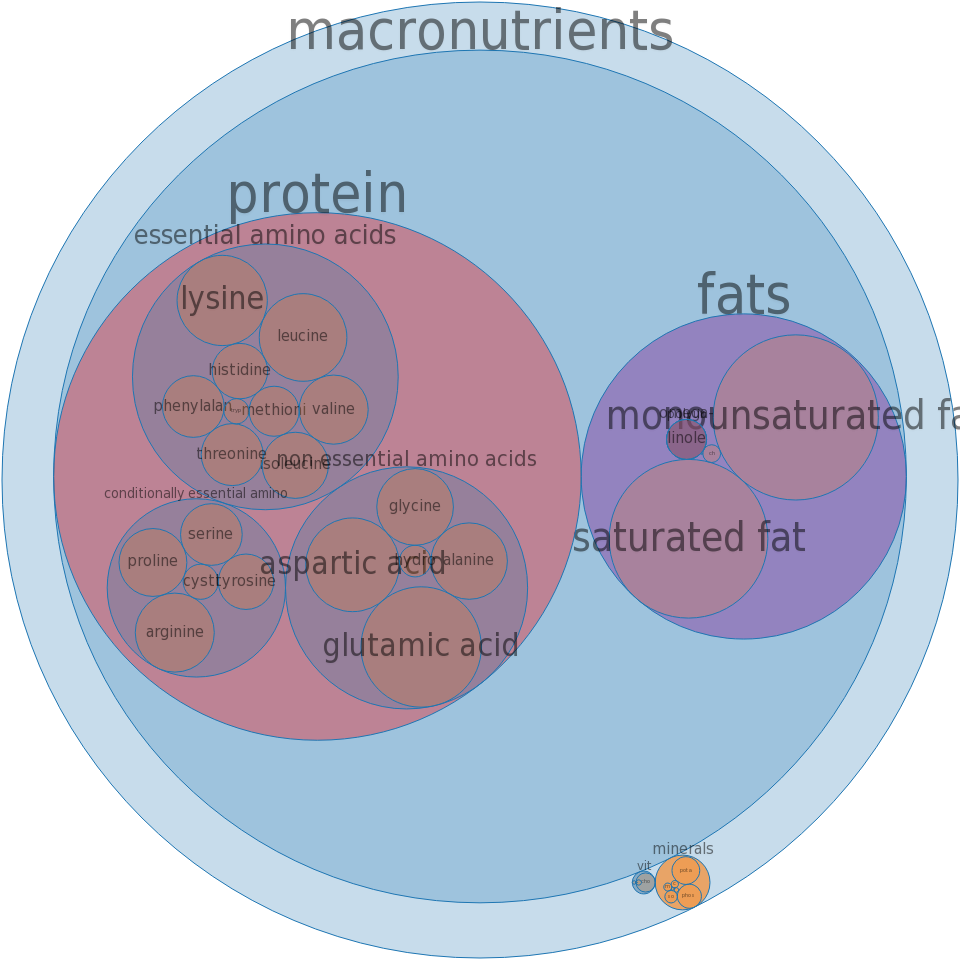 macronutrients
protein
essential amino acids
fats
lysine
leucine
histidine
phenylalan
methioni
valine
monounsaturated fa
linole
threonine
isoleucine
non essential amino acids
conditionally essential amino
glycine
serine
saturated fat
proline
aspartic acid
hydro
alanine
cyst
tyrosine
arginine
glutamic acid
minerals
vit
pota
phos